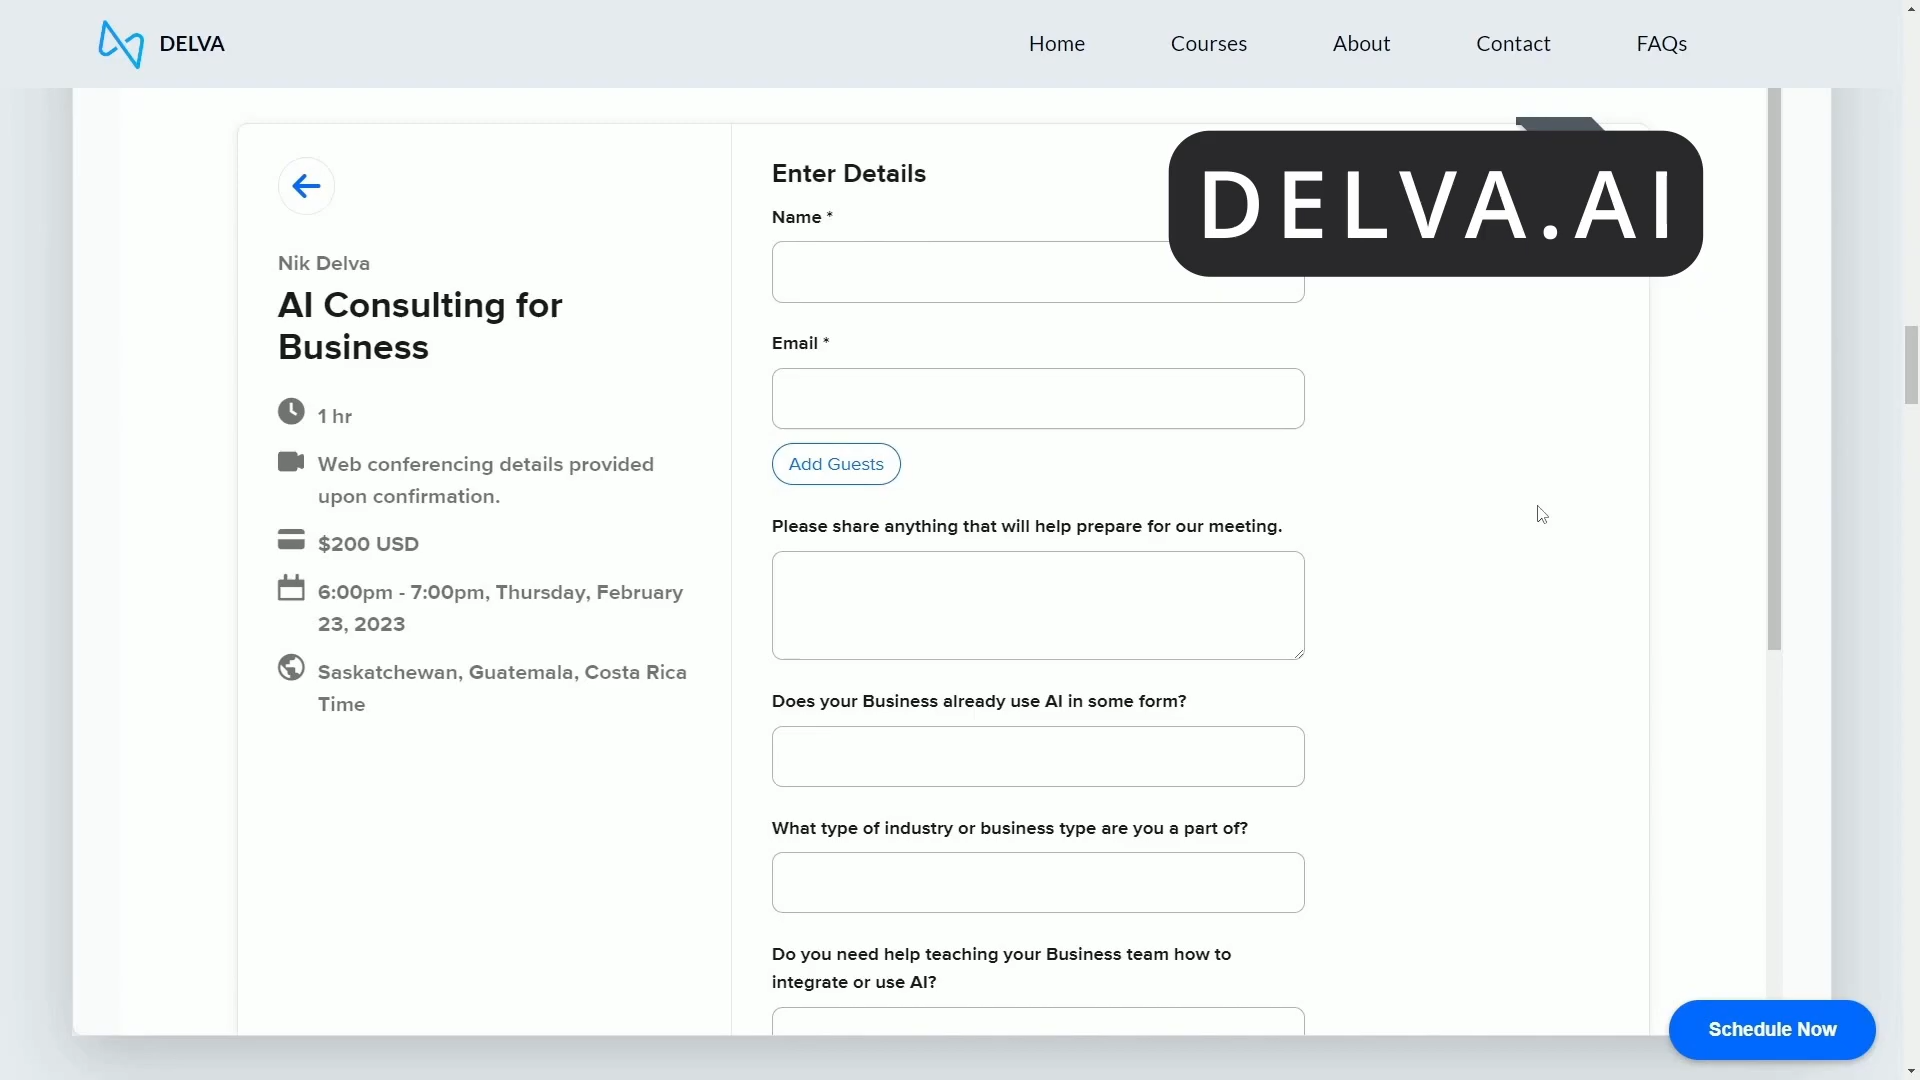 DELVA
Home
Courses
About
Contact
FAQs
DELVA.AI
Nik Delva
AI Consulting for
Business
1 hr
Web conferencing details provided
upon confirmation.
$200 USD
6:00pm - 7:00pm, Thursday, February
23, 2023
Saskatchewan, Guatemala, Costa Rica
Time
Enter Details
Name *
Email *
Add Guests
Please share anything that will help prepare for our meeting.
Does your Business already use AI in some form?
What type of industry or business type are you a part of?
Do you need help teaching your Business team how to
integrate or use AI?
Schedule Now